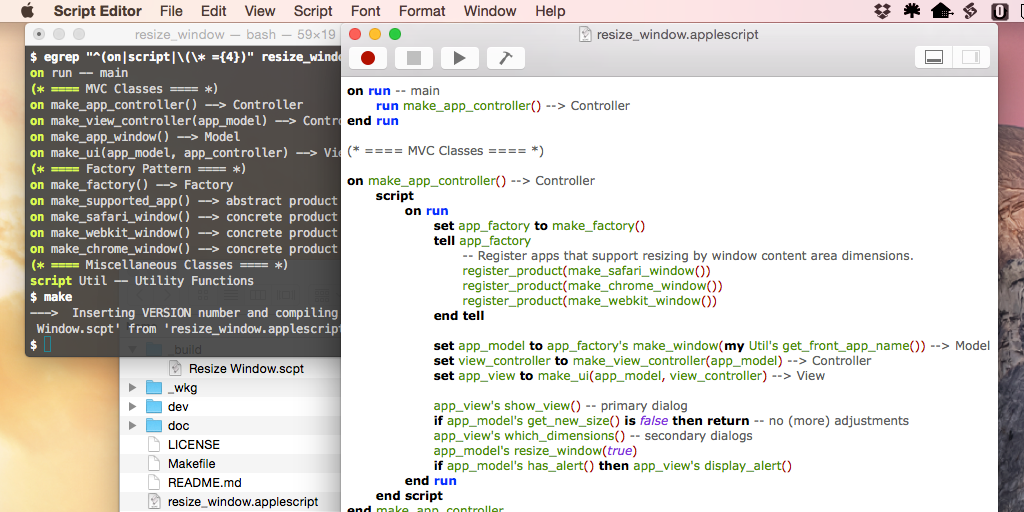 Script Editor File Edit View Script Font Format Window Help
resize_window — bash — 59×19
$ egrep "^(on|script|\(\* ={4})" resize_windo
on run -- main
(* ==== MVC Classes ==== *)
on make_app_controller() --> Controller
on make_view_controller(app_model) --> Contro
on make_app_window() --> Model
on make_ui(app_model, app_controller) --> Vie
(* ==== Factory Pattern ==== *)
on make_factory() --> Factory
on make_supported_app() --> abstract product
on make_safari_window() --> concrete product
on make_webkit_window() --> concrete product
on make_chrome_window() --> concrete product
(* ==== Miscellaneous Classes ==== *)
script Util -- Utility Functions
$ make
---> Inserting VERSION number and compiling
Window.scpt' from 'resize_window.applescript
$
_build
Resize Window.scpt
_wkg
dev
doc
LICENSE
Makefile
README.md
resize_window.applescript
resize_window.applescript
on run -- main
run make_app_controller() --> Controller
end run
(* ==== MVC Classes ==== *)
on make_app_controller() --> Controller
script
on run
set app_factory to make_factory()
tell app_factory
-- Register apps that support resizing by window content area dimensions.
register_product(make_safari_window())
register_product(make_chrome_window())
register_product(make_webkit_window())
end tell
set app_model to app_factory's make_window(my Util's get_front_app_name()) --> Model
set view_controller to make_view_controller(app_model) --> Controller
set app_view to make_ui(app_model, view_controller) --> View
app_view's show_view() -- primary dialog
if app_model's get_new_size() is false then return -- no (more) adjustments
app_view's which_dimensions() -- secondary dialogs
app_model's resize_window(true)
if app_model's has_alert() then app_view's display_alert()
end run
end script
end make_app_controller